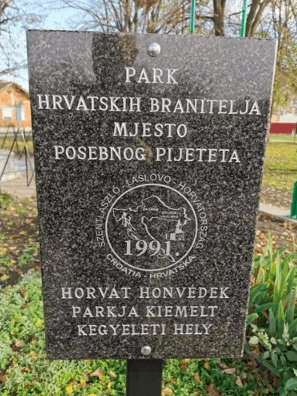 PARK
HRVATSKIH BRANITELJA
MJESTO
POSEBNOG PIJETETA
SZENTLÁSZLÓ · LASLOVO · HORVÁTORSZÁG
1991.
CROATIA - HRVATSKA
HORVÁT HONVÉDEK
PARKJA KIEMELT
KEGYELETI HELY